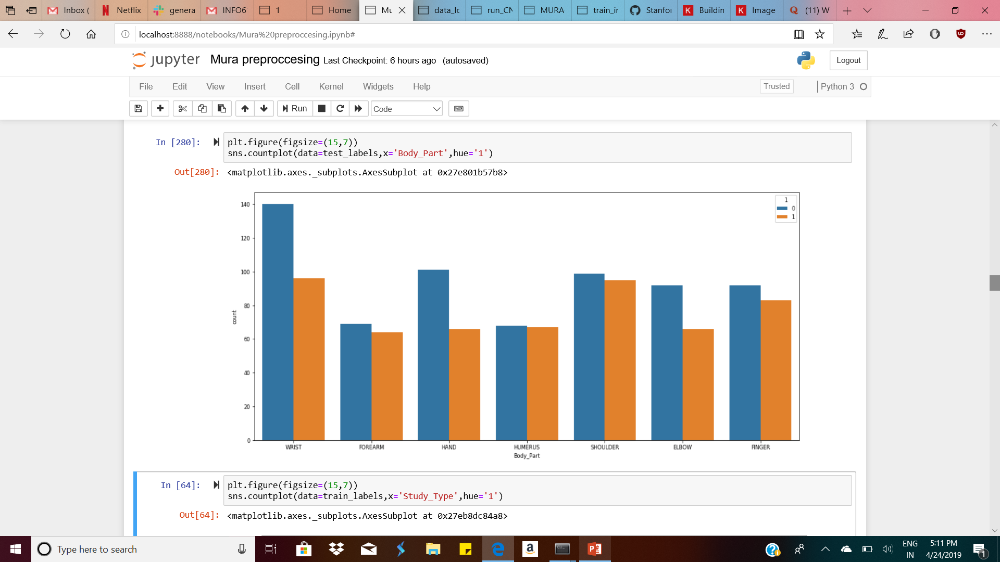 Inbox (
Netflix
genera
INFO6
1
Home
Mu
data_lc
run_CN
MURA
train_ir
Stanfor
Buildin
Image
(11) W
localhost:8888/notebooks/Mura%20preproccesing.ipynb#
jupyter Mura preproccesing Last Checkpoint: 6 hours ago (autosaved)
Logout
File Edit View Insert Cell Kernel Widgets Help
Trusted
Python 3
Run
Code
In [280]:
plt.figure(figsize=(15,7))
sns.countplot(data=test_labels,x='Body_Part',hue='1')
Out[280]: <matplotlib.axes._subplots.AxesSubplot at 0x27e801b57b8>
1
0
1
140
120
100
80
60
40
20
0
count
WRIST FOREARM HAND HUMERUS SHOULDER ELBOW FINGER
Body_Part
In [64]:
plt.figure(figsize=(15,7))
sns.countplot(data=train_labels,x='Study_Type',hue='1')
Out[64]: <matplotlib.axes._subplots.AxesSubplot at 0x27eb8dc84a8>
Type here to search
ENG
IN
5:11 PM
4/24/2019
1